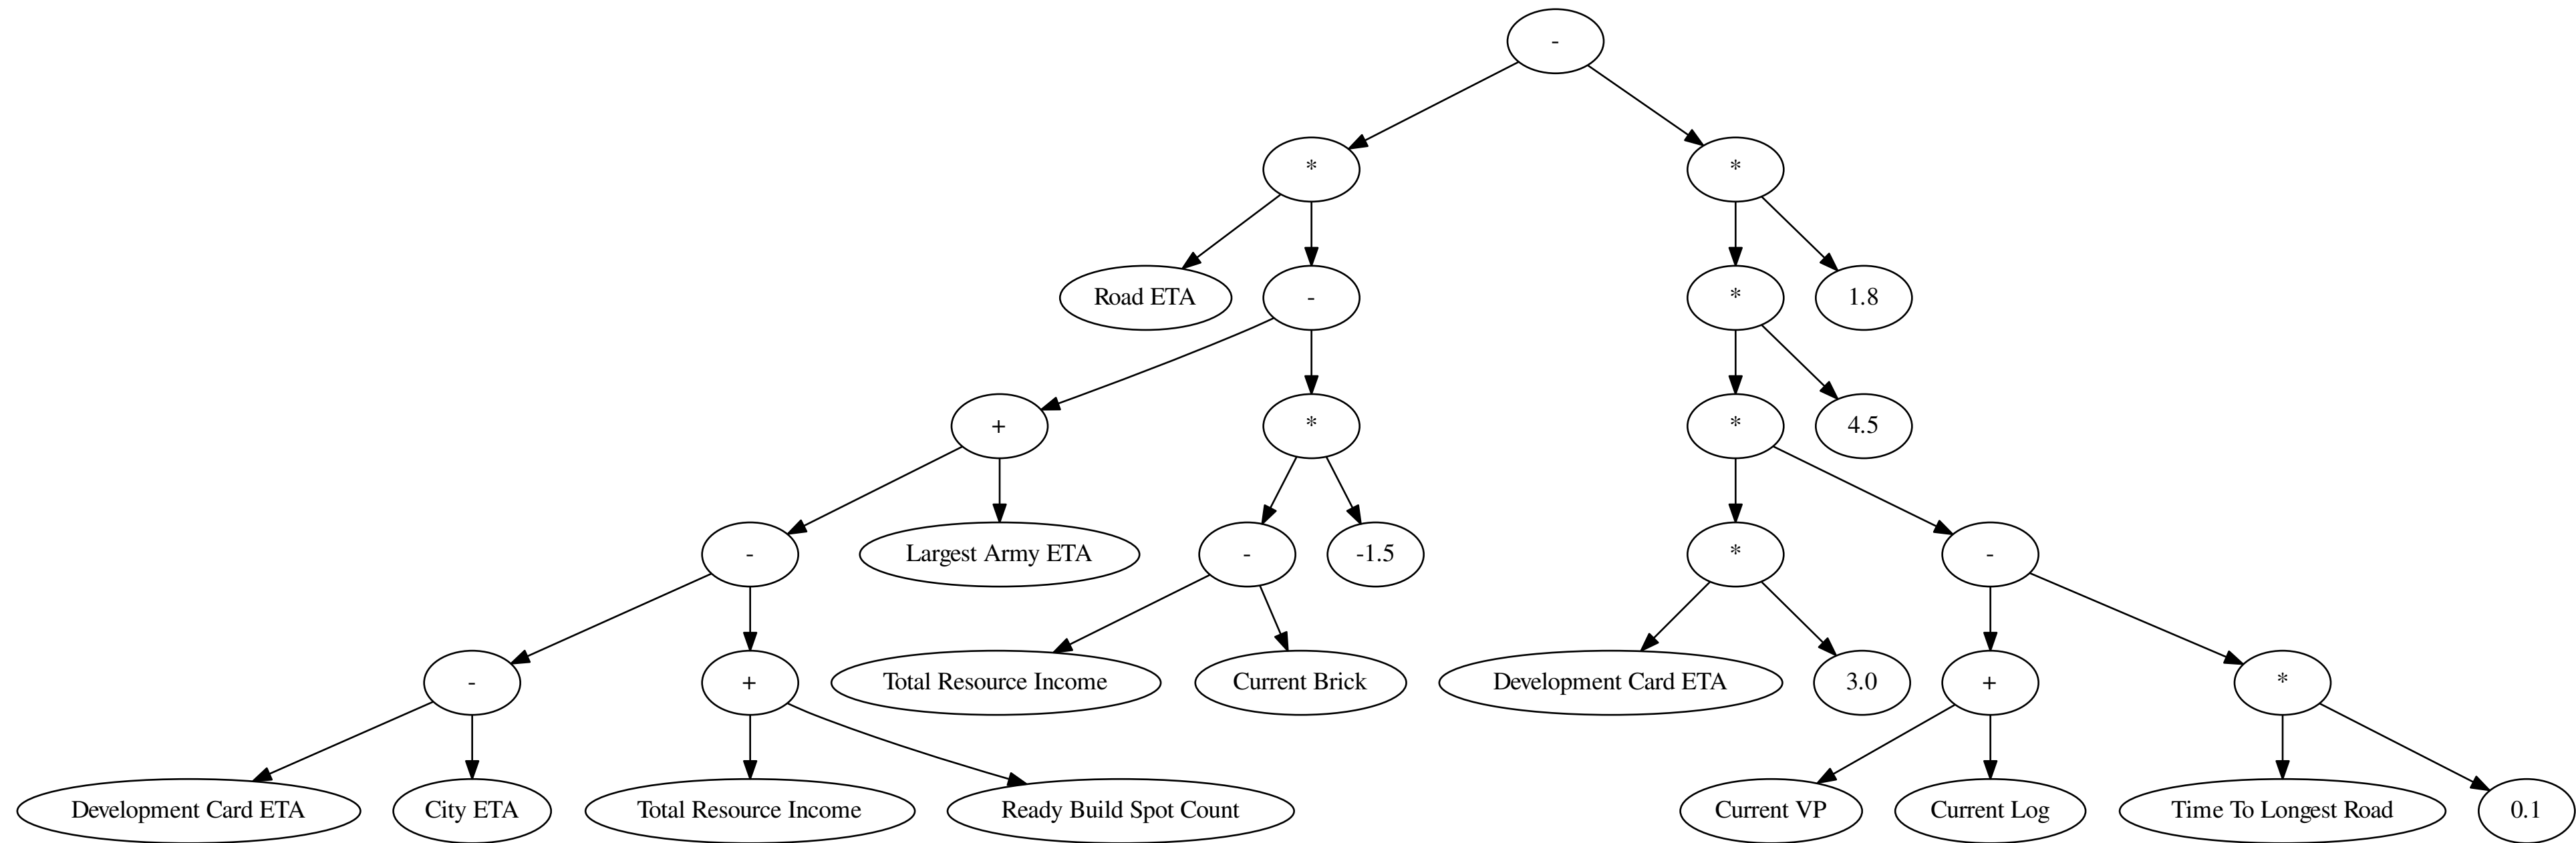 -
*
*
Road ETA
-
*
1.8
+
*
*
4.5
-
Largest Army ETA
-
-1.5
*
-
-
+
Total Resource Income
Current Brick
Development Card ETA
3.0
+
*
Development Card ETA
City ETA
Total Resource Income
Ready Build Spot Count
Current VP
Current Log
Time To Longest Road
0.1